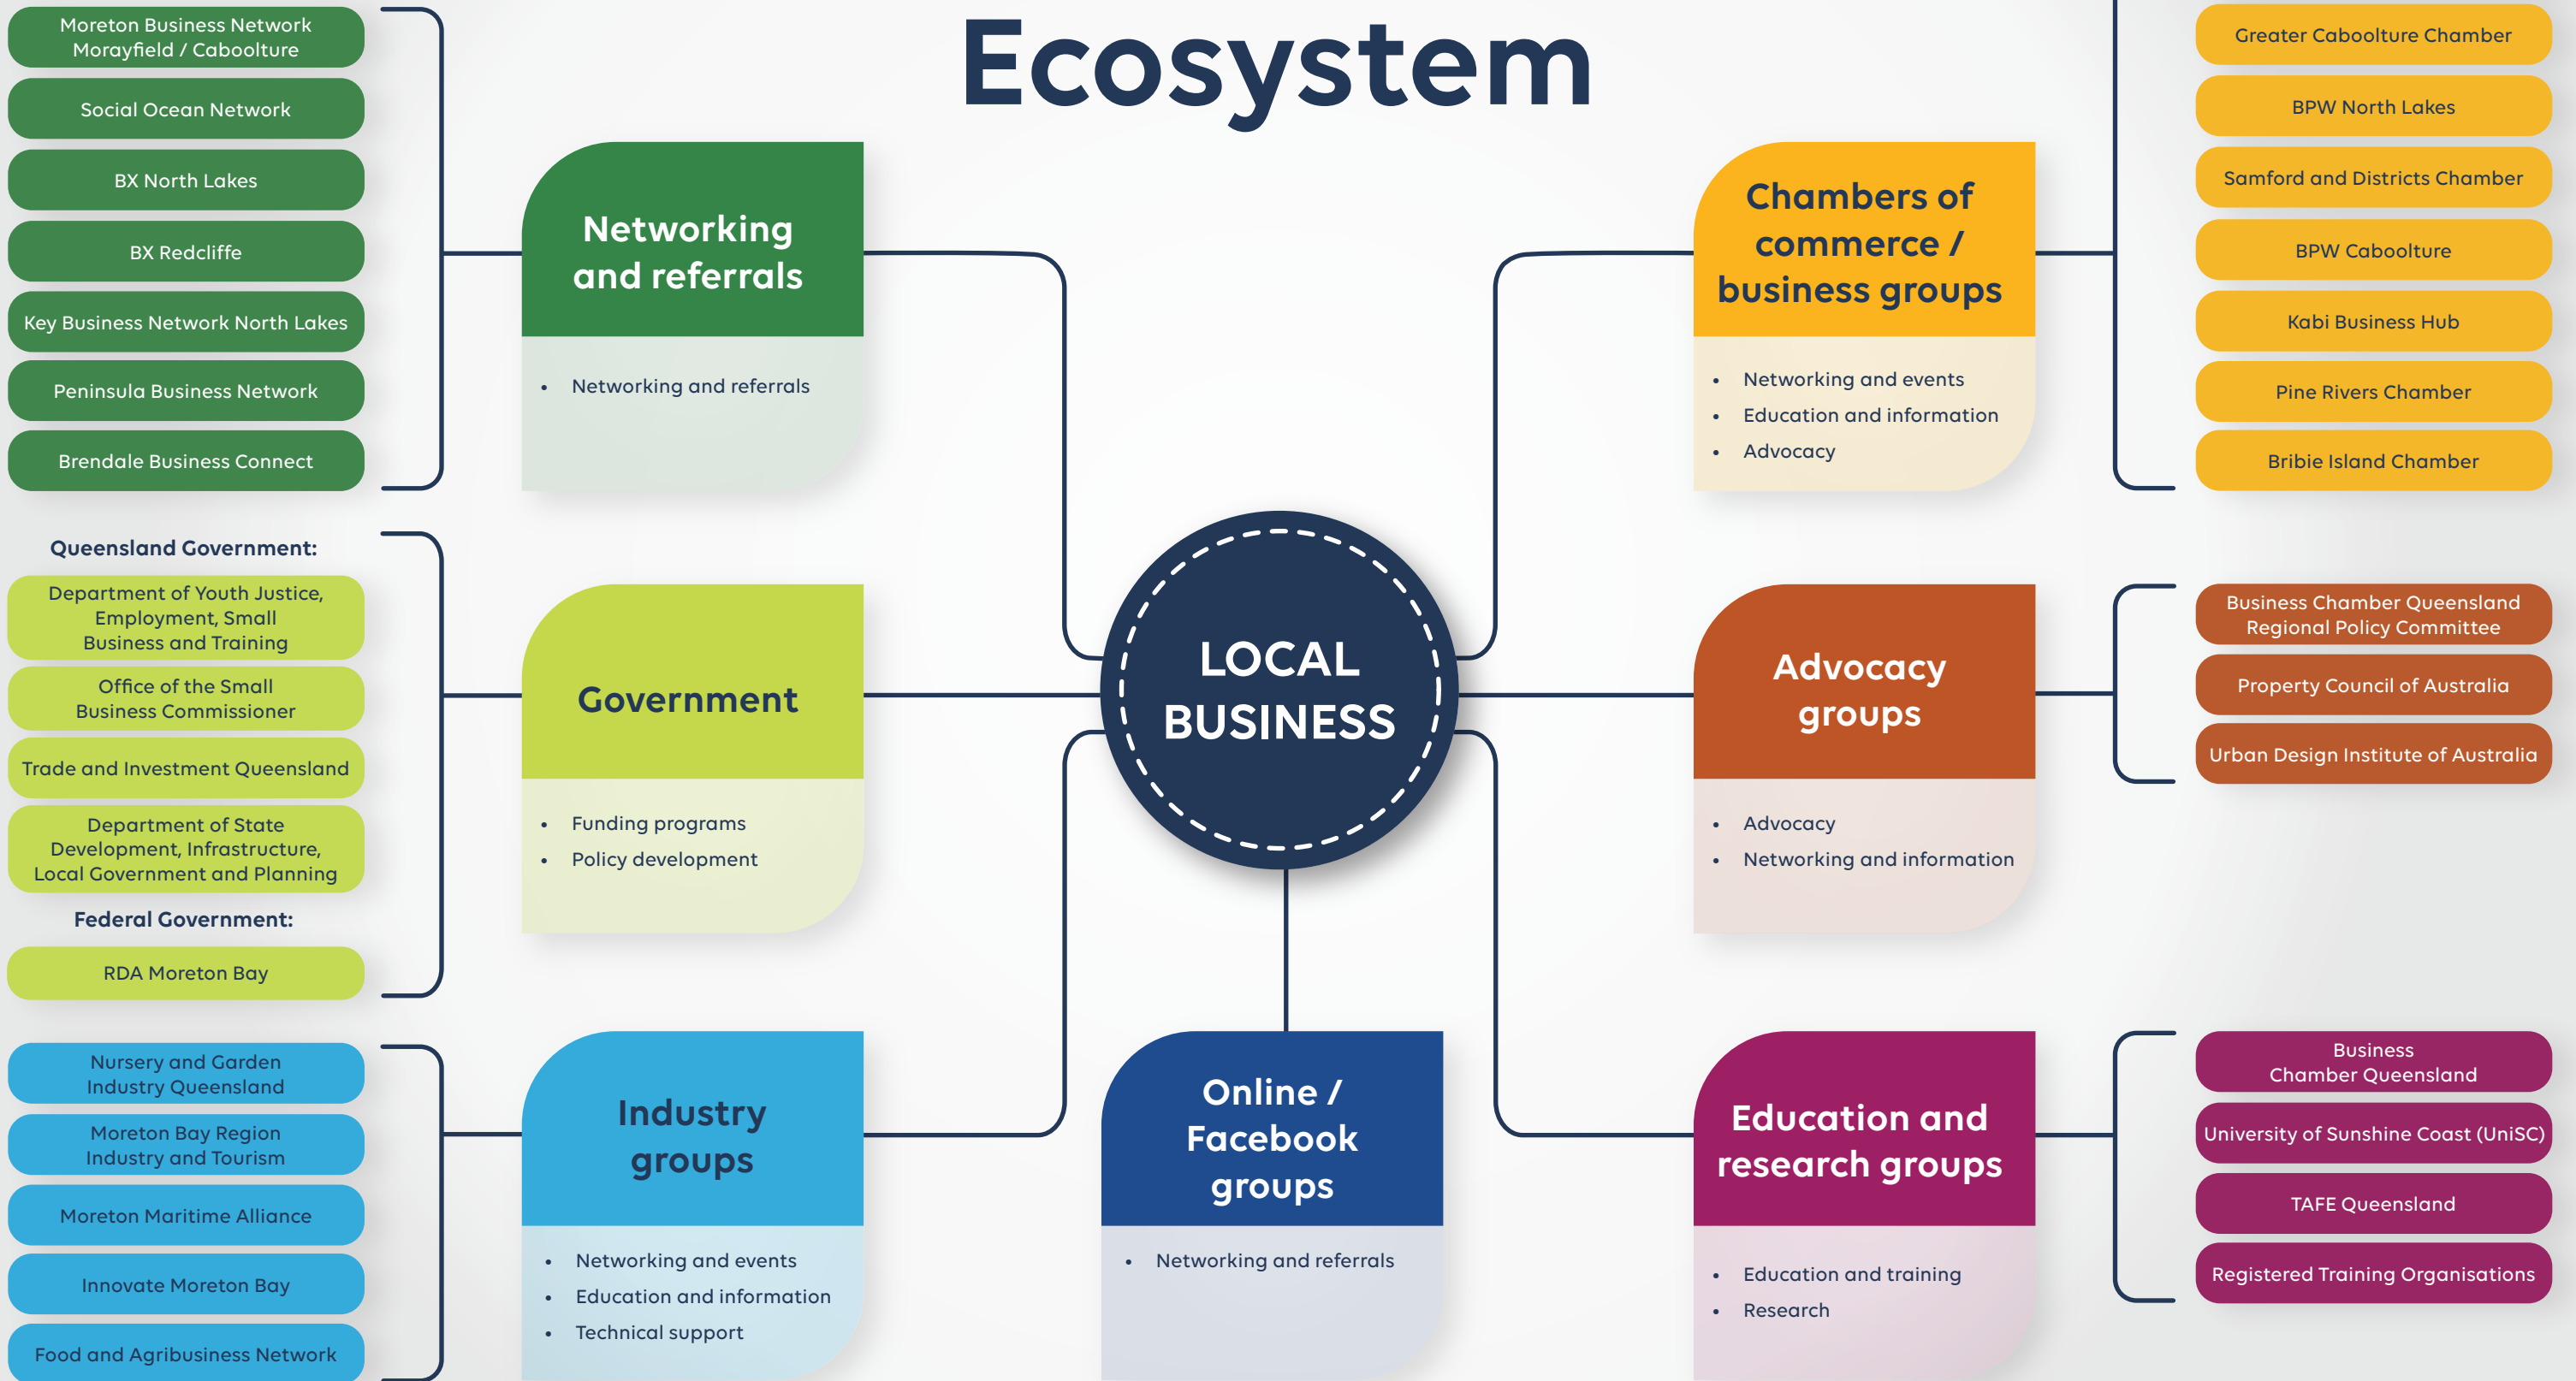 Ecosystem
Moreton Business Network
Morayfield / Caboolture
Social Ocean Network
BX North Lakes
BX Redcliffe
Key Business Network North Lakes
Peninsula Business Network
Brendale Business Connect
Networking
and referrals
• Networking and referrals
Chambers of
commerce /
business groups
• Networking and events
• Education and information
• Advocacy
Greater Caboolture Chamber
BPW North Lakes
Samford and Districts Chamber
BPW Caboolture
Kabi Business Hub
Pine Rivers Chamber
Bribie Island Chamber
Queensland Government:
Department of Youth Justice,
Employment, Small
Business and Training
Office of the Small
Business Commissioner
Trade and Investment Queensland
Department of State
Development, Infrastructure,
Local Government and Planning
Federal Government:
RDA Moreton Bay
Government
• Funding programs
• Policy development
LOCAL
BUSINESS
Advocacy
groups
• Advocacy
• Networking and information
Business Chamber Queensland
Regional Policy Committee
Property Council of Australia
Urban Design Institute of Australia
Nursery and Garden
Industry Queensland
Moreton Bay Region
Industry and Tourism
Moreton Maritime Alliance
Innovate Moreton Bay
Food and Agribusiness Network
Industry
groups
• Networking and events
• Education and information
• Technical support
Online /
Facebook
groups
• Networking and referrals
Education and
research groups
• Education and training
• Research
Business
Chamber Queensland
University of Sunshine Coast (UniSC)
TAFE Queensland
Registered Training Organisations